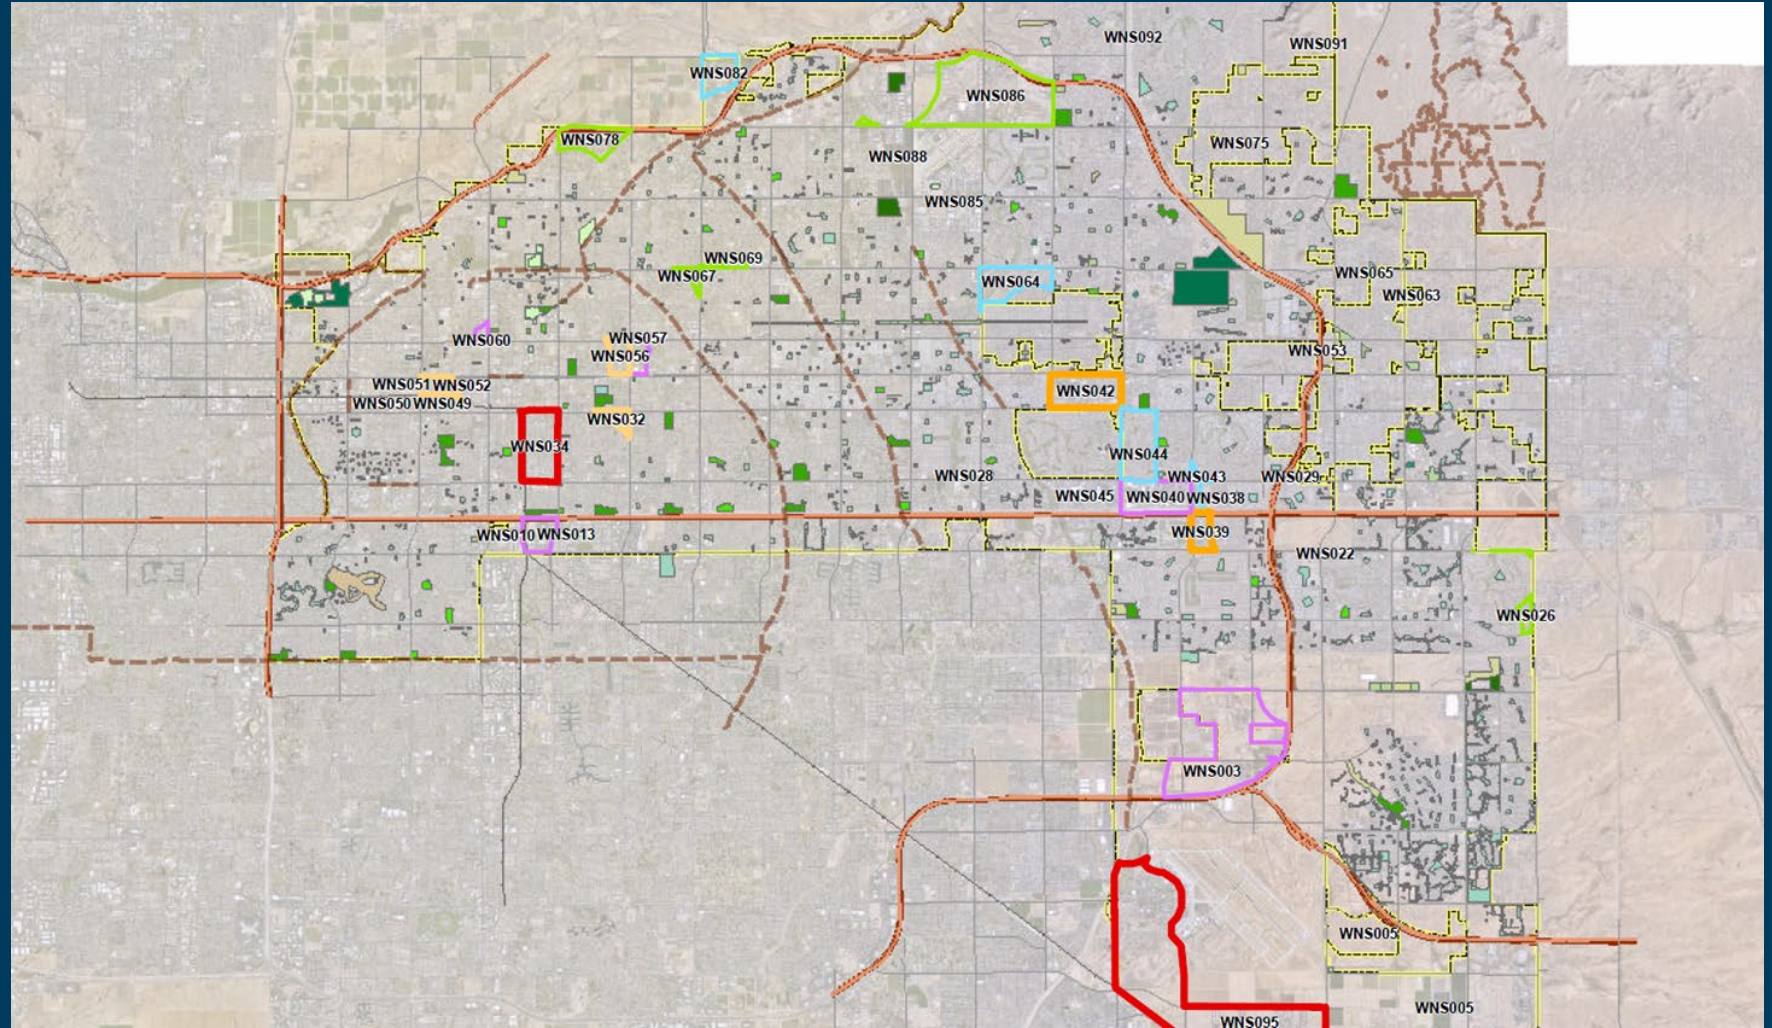 WNS092
WNS091
WNS082
WNS086
WNS078
WNS075
WNS088
WNS085
WNS069
WNS067
WNS065
WNS064
WNS063
WNS060
WNS057
WNS056
WNS053
WNS051 WNS052
WNS042
WNS050 WNS049
WNS032
WNS034
WNS044
WNS028
WNS043
WNS029
WNS045
WNS040 WNS038
WNS010 WNS013
WNS039
WNS022
WNS026
WNS003
WNS005
WNS005
WNS095